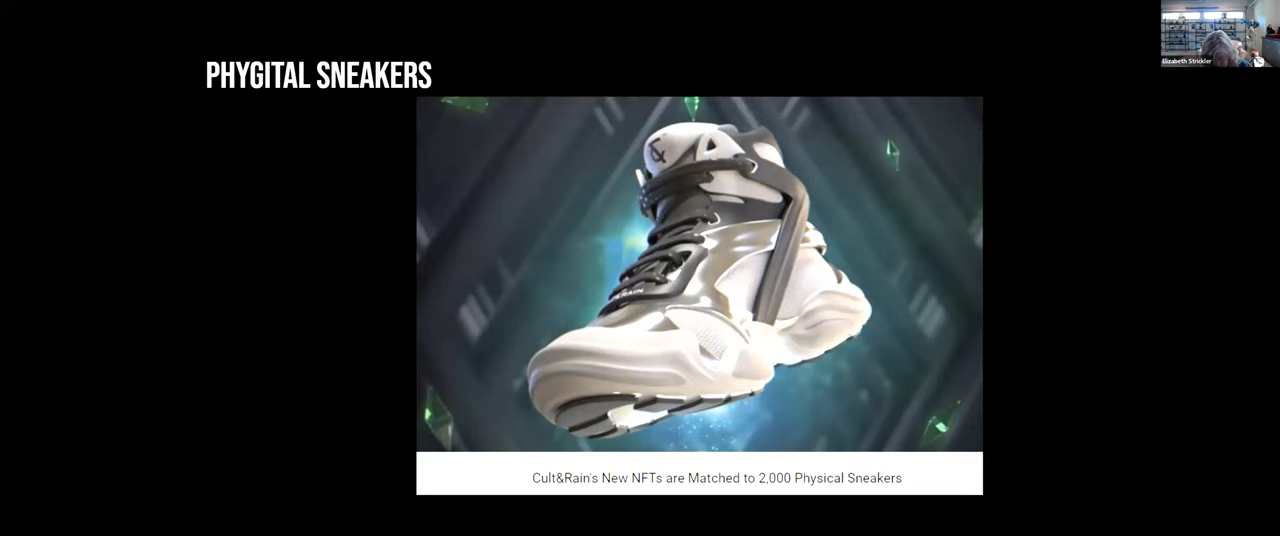 PHYGITAL SNEAKERS
Elizabeth Strickler
Cult&Rain's New NFTs are Matched to 2,000 Physical Sneakers